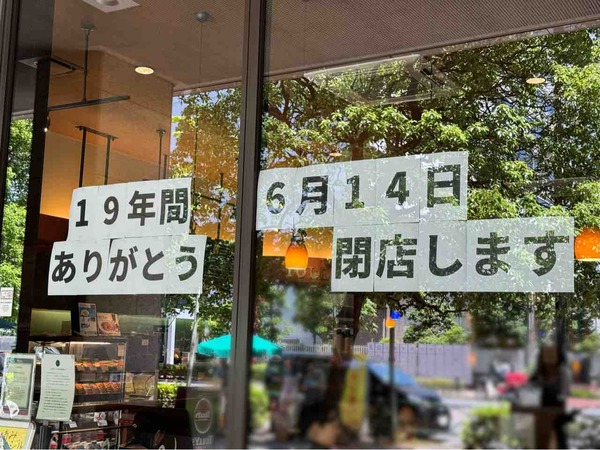 19年間
ありがとう
6月14日
閉店します